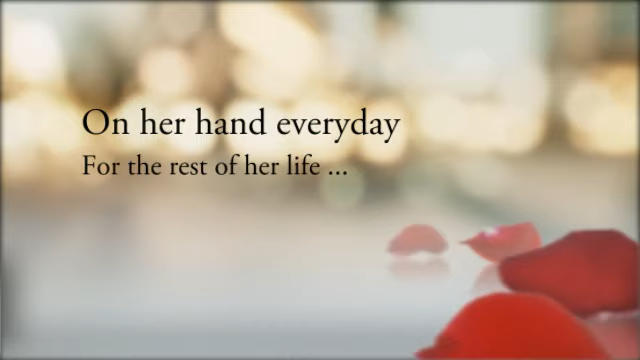 On her hand everyday
For the rest of her life ...